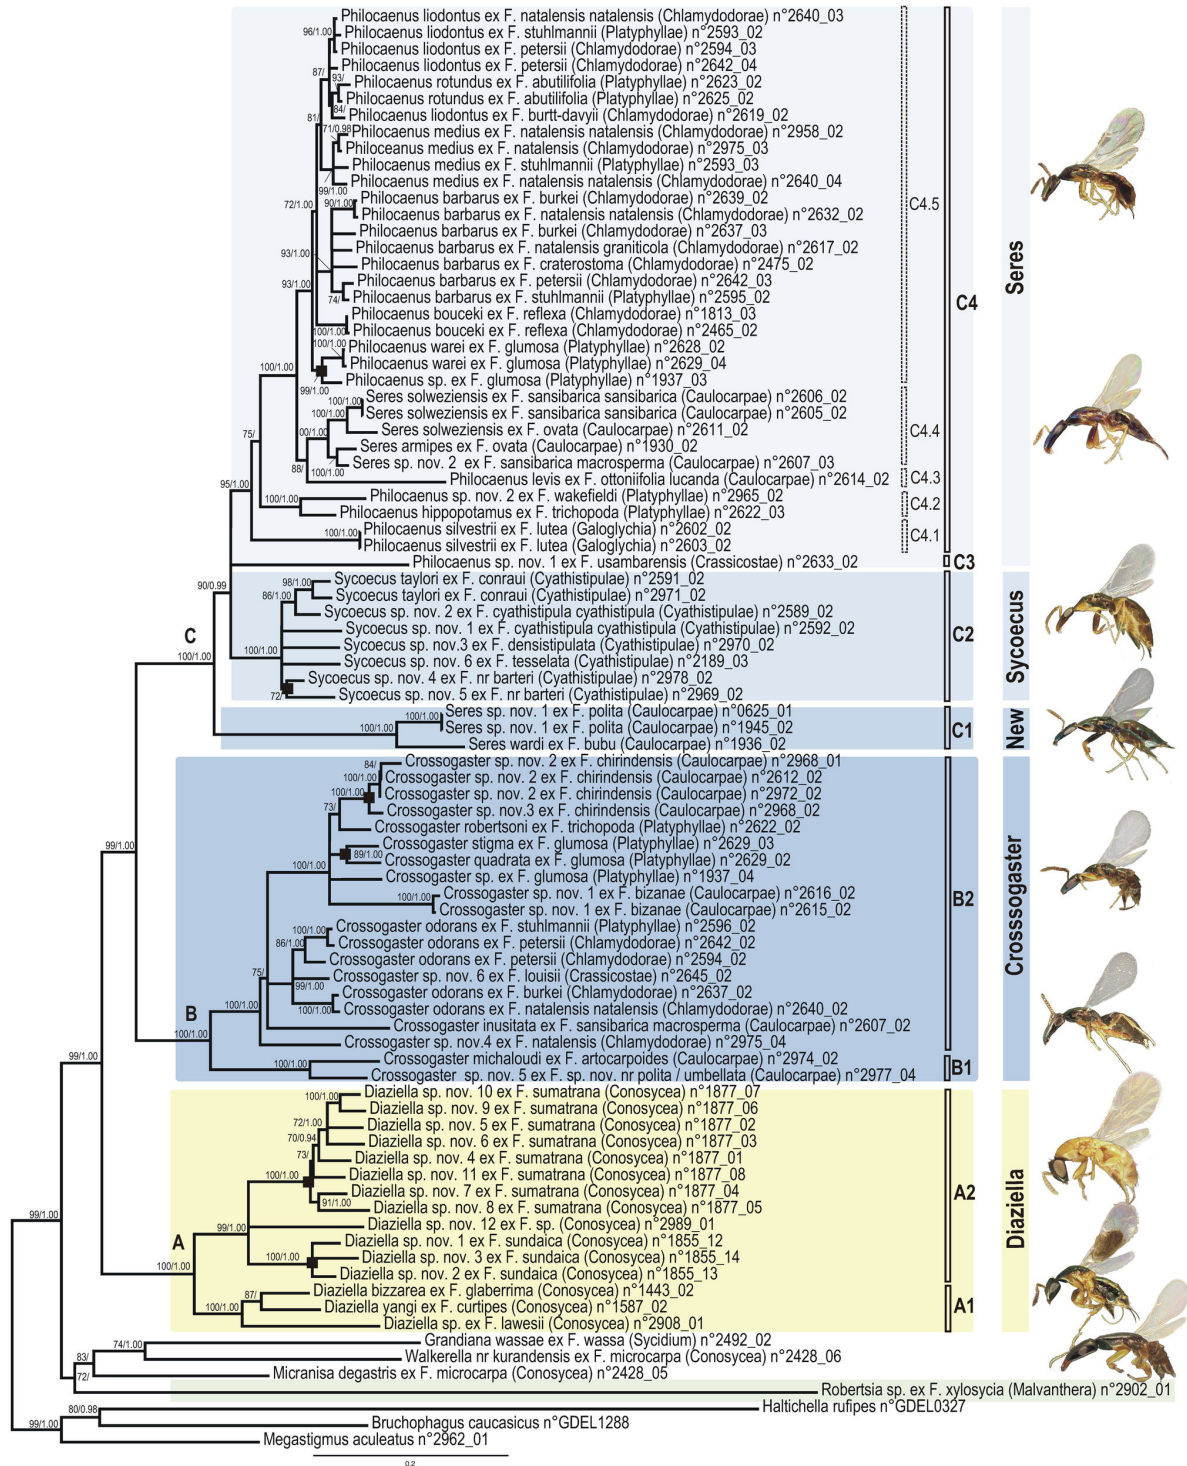 Philocaenus liodontus ex F. natalensis natalensis (Chlamydodorae) n°2640_03
96/1.00
Philocaenus liodontus ex F. stuhlmannii (Platyphyllae) n°2593_02
Philocaenus liodontus ex F. petersii (Chlamydodorae) n°2594_03
Philocaenus liodontus ex F. petersii (Chlamydodorae) n°2642_04
87/
93/
Philocaenus rotundus ex F. abutilifolia (Platyphyllae) n°2623_02
Philocaenus rotundus ex F. abutilifolia (Platyphyllae) n°2625_02
84/
Philocaenus liodontus ex F. burtt-davyii (Chlamydodorae) n°2619_02
81/
71/0.98
Philocaenus medius ex F. natalensis natalensis (Chlamydodorae) n°2958_02
Philoceanus medius ex F. natalensis (Chlamydodorae) n°2975_03
Philocaenus medius ex F. stuhlmannii (Platyphyllae) n°2593_03
Philocaenus medius ex F. natalensis natalensis (Chlamydodorae) n°2640_04
99/1.00
Philocaenus barbarus ex F. burkei (Chlamydodorae) n°2639_02
90/1.00
72/1.00
Philocaenus barbarus ex F. natalensis natalensis (Chlamydodorae) n°2632_02
C4.5
Philocaenus barbarus ex F. burkei (Chlamydodorae) n°2637_03
Philocaenus barbarus ex F. natalensis graniticola (Chlamydodorae) n°2617_02
93/1.00
Philocaenus barbarus ex F. craterostoma (Chlamydodorae) n°2475_02
Philocaenus barbarus ex F. petersii (Chlamydodorae) n°2642_03
93/1.00
74/
Philocaenus barbarus ex F. stuhlmannii (Platyphyllae) n°2595_02
Seres
C4
Philocaenus bouceki ex F. reflexa (Chlamydodorae) n°1813_03
Philocaenus bouceki ex F. reflexa (Chlamydodorae) n°2465_02
100/1.00
100/1.00
Philocaenus warei ex F. glumosa (Platyphyllae) n°2628_02
Philocaenus warei ex F. glumosa (Platyphyllae) n°2629_04
100/1.00
Philocaenus sp. ex F. glumosa (Platyphyllae) n°1937_03
99/1.00
Seres solweziensis ex F. sansibarica sansibarica (Caulocarpae) n°2606_02
100/1.00
Seres solweziensis ex F. sansibarica sansibarica (Caulocarpae) n°2605_02
100/1.00
Seres solweziensis ex F. ovata (Caulocarpae) n°2611_02
C4.4
75/
Seres armipes ex F. ovata (Caulocarpae) n°1930_02
Seres sp. nov. 2 ex F. sansibarica macrosperma (Caulocarpae) n°2607_03
88/
100/1.00
Philocaenus levis ex F. ottoniifolia lucanda (Caulocarpae) n°2614_02
C4.3
95/1.00
Philocaenus sp. nov. 2 ex F. wakefieldi (Platyphyllae) n°2965_02
C4.2
100/1.00
Philocaenus hippopotamus ex F. trichopoda (Platyphyllae) n°2622_03
Philocaenus silvestrii ex F. lutea (Galoglychia) n°2602_02
100/1.00
C4.1
Philocaenus silvestrii ex F. lutea (Galoglychia) n°2603_02
Philocaenus sp. nov. 1 ex F. usambarensis (Crassicostae) n°2633_02
C3
90/0.99
Sycoecus taylori ex F. conraui (Cyathistipulae) n°2591_02
98/1.00
86/1.00
Sycoecus taylori ex F. conraui (Cyathistipulae) n°2971_02
Sycoecus sp. nov. 2 ex F. cyathistipula cyathistipula (Cyathistipulae) n°2589_02
Sycoecus sp. nov. 1 ex F. cyathistipula cyathistipula (Cyathistipulae) n°2592_02
C
C2
Sycoecus
Sycoecus sp. nov.3 ex F. densistipulata (Cyathistipulae) n°2970_02
100/1.00
100/1.00
Sycoecus sp. nov. 6 ex F. tesselata (Cyathistipulae) n°2189_03
Sycoecus sp. nov. 4 ex F. nr barteri (Cyathistipulae) n°2978_02
72/
Sycoecus sp. nov. 5 ex F. nr barteri (Cyathistipulae) n°2969_02
Seres sp. nov. 1 ex F. polita (Caulocarpae) n°0625_01
100/1.00
100/1.00
Seres sp. nov. 1 ex F. polita (Caulocarpae) n°1945_02
C1
New
Seres wardi ex F. bubu (Caulocarpae) n°1936_02
84/
Crossogaster sp. nov. 2 ex F. chirindensis (Caulocarpae) n°2968_01
100/1.00
Crossogaster sp. nov. 2 ex F. chirindensis (Caulocarpae) n°2612_02
100/1.00
Crossogaster sp. nov. 2 ex F. chirindensis (Caulocarpae) n°2972_02
73/
Crossogaster sp. nov.3 ex F. chirindensis (Caulocarpae) n°2968_02
Crossogaster robertsoni ex F. trichopoda (Platyphyllae) n°2622_02
Crossogaster stigma ex F. glumosa (Platyphyllae) n°2629_03
99/1.00
89/1.00
Crossogaster quadrata ex F. glumosa (Platyphyllae) n°2629_02
100/1.00
Crossogaster sp. ex F. glumosa (Platyphyllae) n°1937_04
Crossogaster sp. nov. 1 ex F. bizanae (Caulocarpae) n°2616_02
100/1.00
B2
Crosssogaster
Crossogaster sp. nov. 1 ex F. bizanae (Caulocarpae) n°2615_02
100/1.00
Crossogaster odorans ex F. stuhlmannii (Platyphyllae) n°2596_02
86/1.00
Crossogaster odorans ex F. petersii (Chlamydodorae) n°2642_02
Crossogaster odorans ex F. petersii (Chlamydodorae) n°2594_02
75/
Crossogaster sp. nov. 6 ex F. louisii (Crassicostae) n°2645_02
99/1.00
Crossogaster odorans ex F. burkei (Chlamydodorae) n°2637_02
100/1.00
100/1.00
Crossogaster odorans ex F. natalensis natalensis (Chlamydodorae) n°2640_02
B
Crossogaster inusitata ex F. sansibarica macrosperma (Caulocarpae) n°2607_02
100/1.00
Crossogaster sp. nov.4 ex F. natalensis (Chlamydodorae) n°2975_04
99/1.00
Crossogaster michaloudi ex F. artocarpoides (Caulocarpae) n°2974_02
100/1.00
B1
Crossogaster sp. nov. 5 ex F. sp. nov. nr polita / umbellata (Caulocarpae) n°2977_04
Diaziella sp. nov. 10 ex F. sumatrana (Conosycea) n°1877_07
100/1.00
Diaziella sp. nov. 9 ex F. sumatrana (Conosycea) n°1877_06
72/1.00
Diaziella sp. nov. 5 ex F. sumatrana (Conosycea) n°1877_02
70/0.94
Diaziella sp. nov. 6 ex F. sumatrana (Conosycea) n°1877_03
73/
Diaziella sp. nov. 4 ex F. sumatrana (Conosycea) n°1877_01
100/1.00
Diaziella sp. nov. 11 ex F. sumatrana (Conosycea) n°1877_08
Diaziella sp. nov. 7 ex F. sumatrana (Conosycea) n°1877_04
A2
91/1.00
Diaziella sp. nov. 8 ex F. sumatrana (Conosycea) n°1877_05
Diaziella
99/1.00
99/1.00
Diaziella sp. nov. 12 ex F. sp. (Conosycea) n°2989_01
A
Diaziella sp. nov. 1 ex F. sundaica (Conosycea) n°1855_12
100/1.00
Diaziella sp. nov. 3 ex F. sundaica (Conosycea) n°1855_14
100/1.00
Diaziella sp. nov. 2 ex F. sundaica (Conosycea) n°1855_13
87/
Diaziella bizzarea ex F. glaberrima (Conosycea) n°1443_02
100/1.00
Diaziella yangi ex F. curtipes (Conosycea) n°1587_02
A1
Diaziella sp. ex F. lawesii (Conosycea) n°2908_01
74/1.00
Grandiana wassae ex F. wassa (Sycidium) n°2492_02
83/
Walkerella nr kurandensis ex F. microcarpa (Conosycea) n°2428_06
72/
Micranisa degastris ex F. microcarpa (Conosycea) n°2428_05
Robertsia sp. ex F. xylosycia (Malvanthera) n°2902_01
80/0.98
Haltichella rufipes n°GDEL0327
99/1.00
Bruchophagus caucasicus n°GDEL1288
Megastigmus aculeatus n°2962_01
0.2